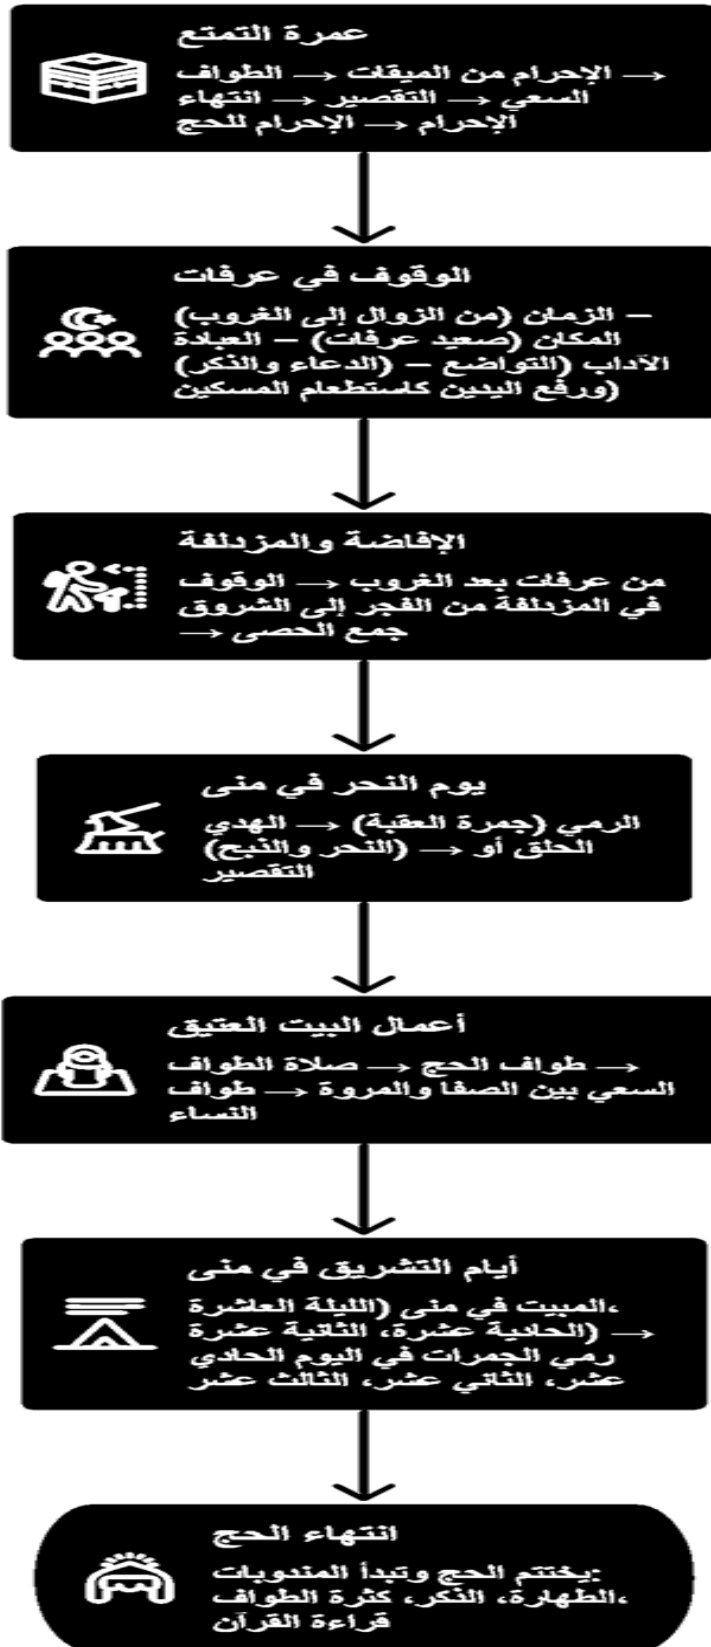 عمرة التمتع
الإحرام من الميقات → الطواف →
السعي → التقصير → انتهاء
الإحرام → الإحرام للحج
الوقوف في عرفات
الزمان (من الزوال إلى الغروب) –
المكان (صعيد عرفات) – العبادة
(الدعاء والذكر) – الآداب (التواضع
ورفع اليدين كاستطعام المسكين)
الإفاضة والمزدلفة
من عرفات بعد الغروب → الوقوف
في المزدلفة من الفجر إلى الشروق
→ جمع الحصى
يوم النحر في منى
الرمي (جمرة العقبة) → الهدي
(النحر والذبح) → الحلق أو
التقصير
أعمال البيت العتيق
طواف الحج → صلاة الطواف →
السعي بين الصفا والمروة → طواف
النساء
أيام التشريق في منى
المبيت في منى (الليلة العاشرة،
الحادية عشرة، الثانية عشرة) →
رمي الجمرات في اليوم الحادي
عشر، الثاني عشر، الثالث عشر
انتهاء الحج
يختتم الحج وتبدأ المندوبات:
الطهارة، الذكر، كثرة الطواف،
قراءة القرآن